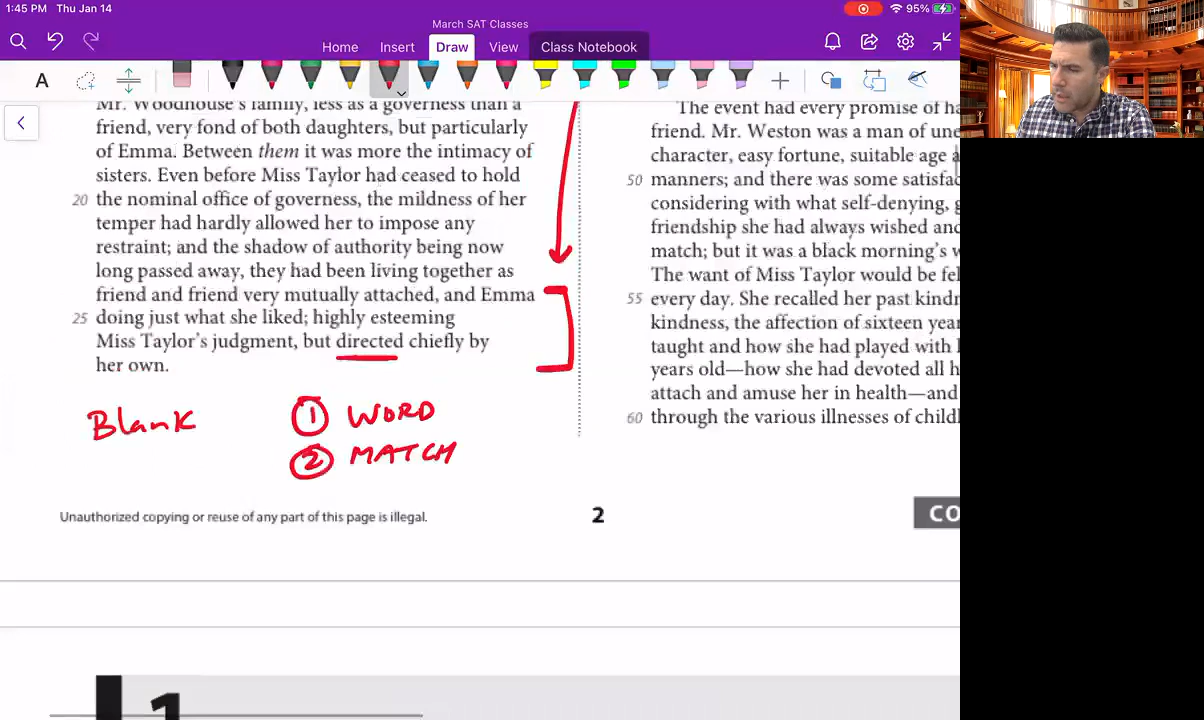 1:45 PM Thu Jan 14
March SAT Classes
95%
Home Insert Draw View Class Notebook
A
Mr. Woodhouse's family, less as a governess than a
friend, very fond of both daughters, but particularly
of Emma. Between them it was more the intimacy of
sisters. Even before Miss Taylor had ceased to hold
20 the nominal office of governess, the mildness of her
temper had hardly allowed her to impose any
restraint; and the shadow of authority being now
long passed away, they had been living together as
friend and friend very mutually attached, and Emma
25 doing just what she liked; highly esteeming
Miss Taylor's judgment, but directed chiefly by
her own.
Blank
1 WORD
2 MATCH
The event had every promise of ha
friend. Mr. Weston was a man of une
character, easy fortune, suitable age a
50 manners; and there was some satisfac
considering with what self-denying, g
friendship she had always wished and
match; but it was a black morning's w
The want of Miss Taylor would be fel
55 every day. She recalled her past kindn
kindness, the affection of sixteen year
taught and how she had played with h
years old—how she had devoted all h
attach and amuse her in health—and
60 through the various illnesses of childh
Unauthorized copying or reuse of any part of this page is illegal.
2
CO
1